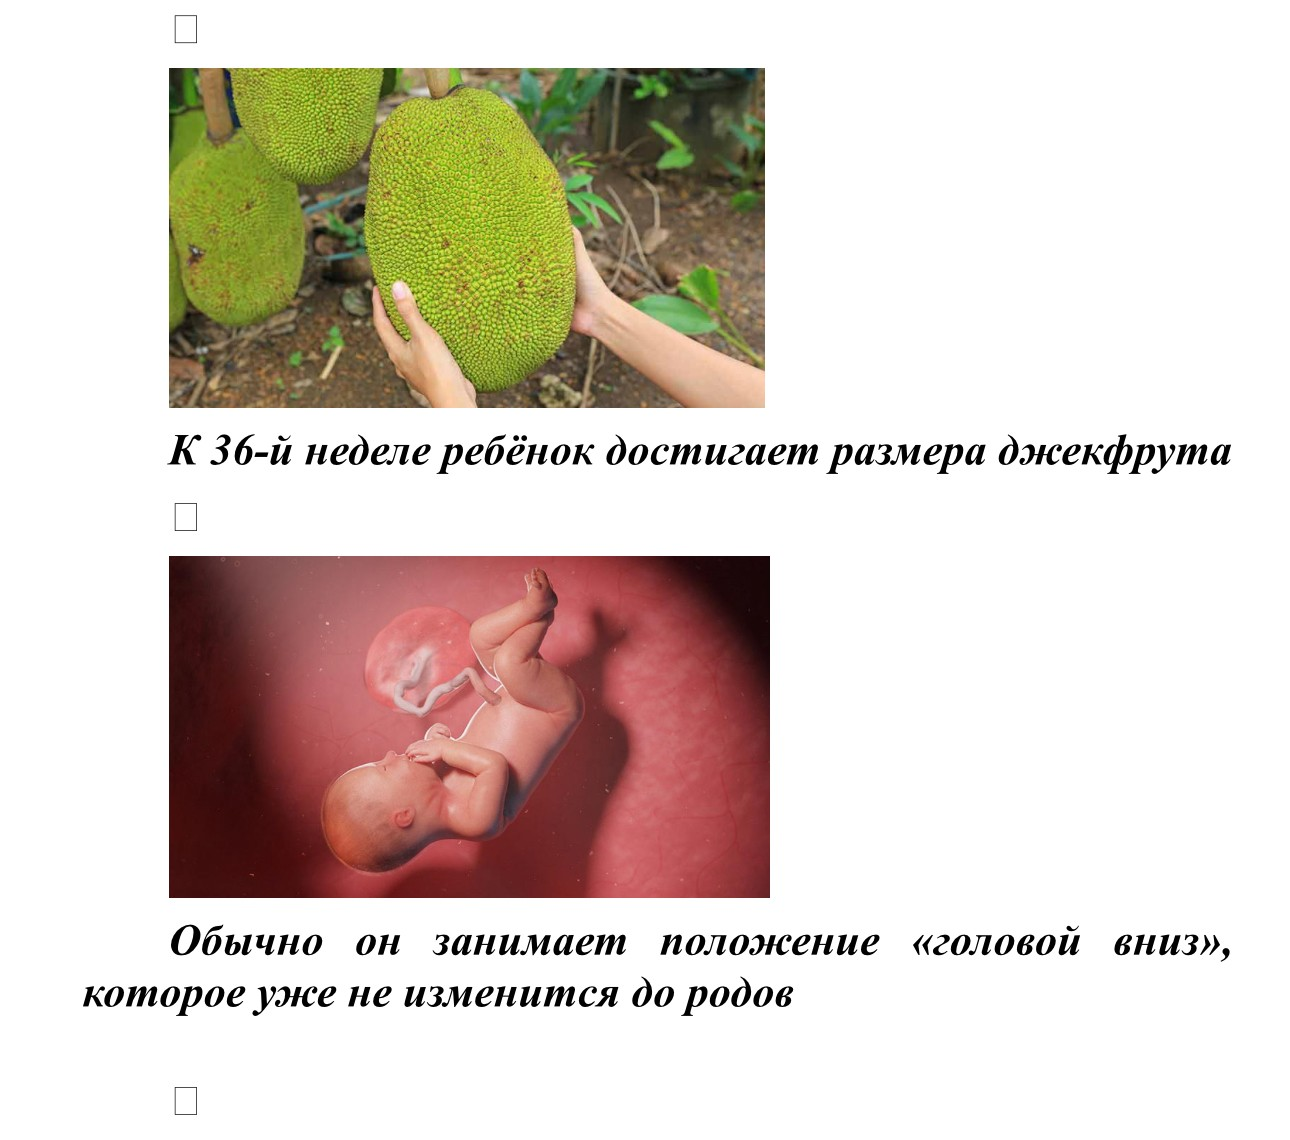 К 36-й неделе ребёнок достигает размера джекфрута
Обычно он занимает положение «головой вниз»,
которое уже не изменится до родов